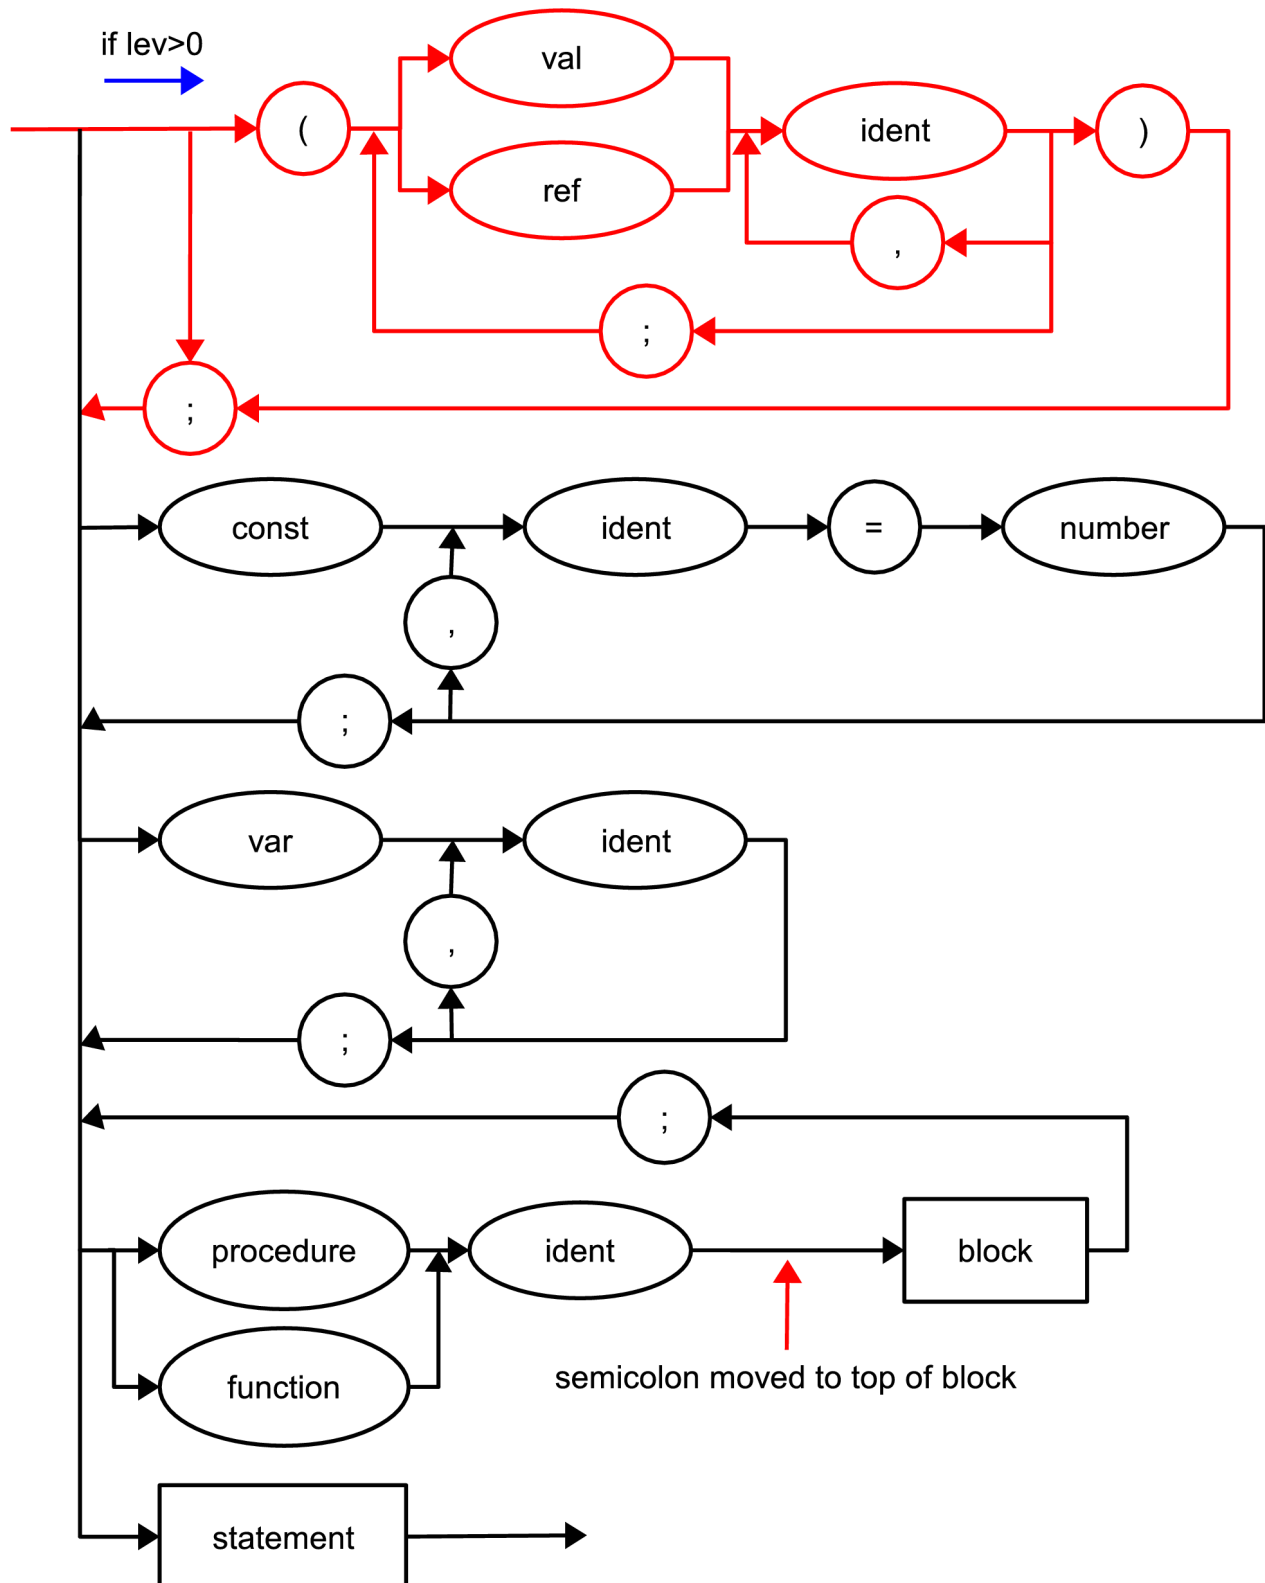 if lev>0
val
( ident )
ref
,
;
;
const ident = number
,
;
var ident
,
;
;
procedure ident block
function
semicolon moved to top of block
statement